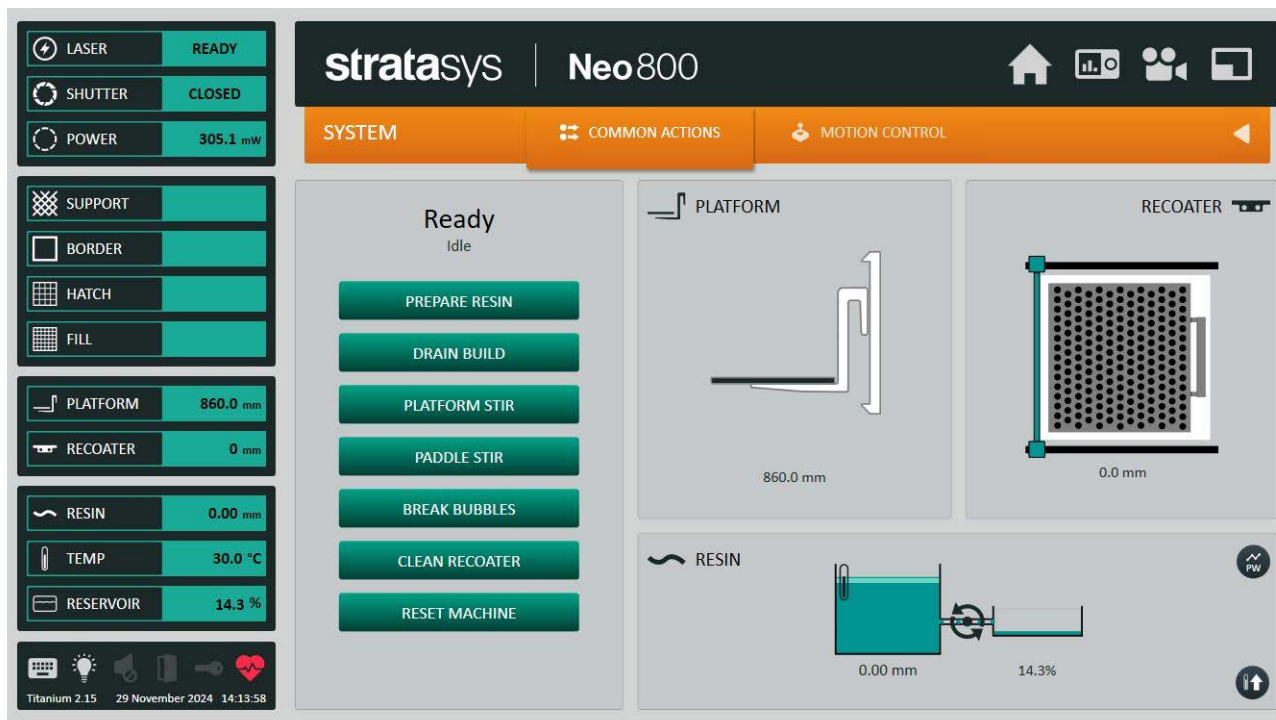 LASER READY
SHUTTER CLOSED
POWER 305.1 mW
SUPPORT
BORDER
HATCH
FILL
PLATFORM 860.0 mm
RECOATER 0 mm
RESIN 0.00 mm
TEMP 30.0 °C
RESERVOIR 14.3 %
Titanium 2.15 29 November 2024 14:13:58
stratasys Neo800
SYSTEM COMMON ACTIONS MOTION CONTROL
Ready
Idle
PREPARE RESIN
DRAIN BUILD
PLATFORM STIR
PADDLE STIR
BREAK BUBBLES
CLEAN RECOATER
RESET MACHINE
PLATFORM
860.0 mm
RECOATER
0.0 mm
RESIN
PW
0.00 mm 14.3%